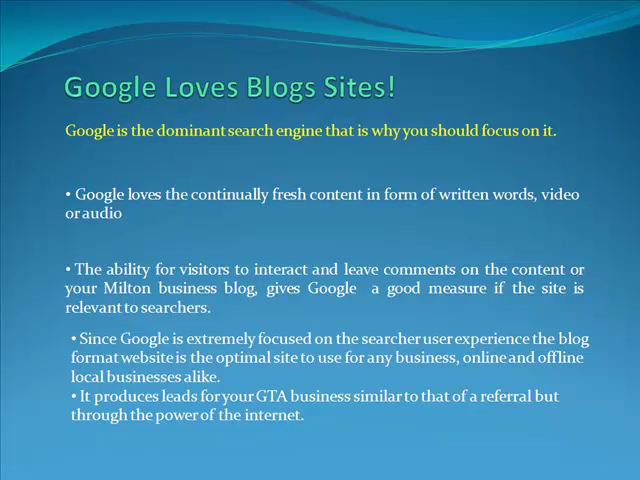 Google Loves Blogs Sites!
Google is the dominant search engine that is why you should focus on it.
• Google loves the continually fresh content in form of written words, video
or audio
• The ability for visitors to interact and leave comments on the content or
your Milton business blog, gives Google a good measure if the site is
relevant to searchers.
• Since Google is extremely focused on the searcher user experience the blog
format website is the optimal site to use for any business, online and offline
local businesses alike.
• It produces leads for your GTA business similar to that of a referral but
through the power of the internet.